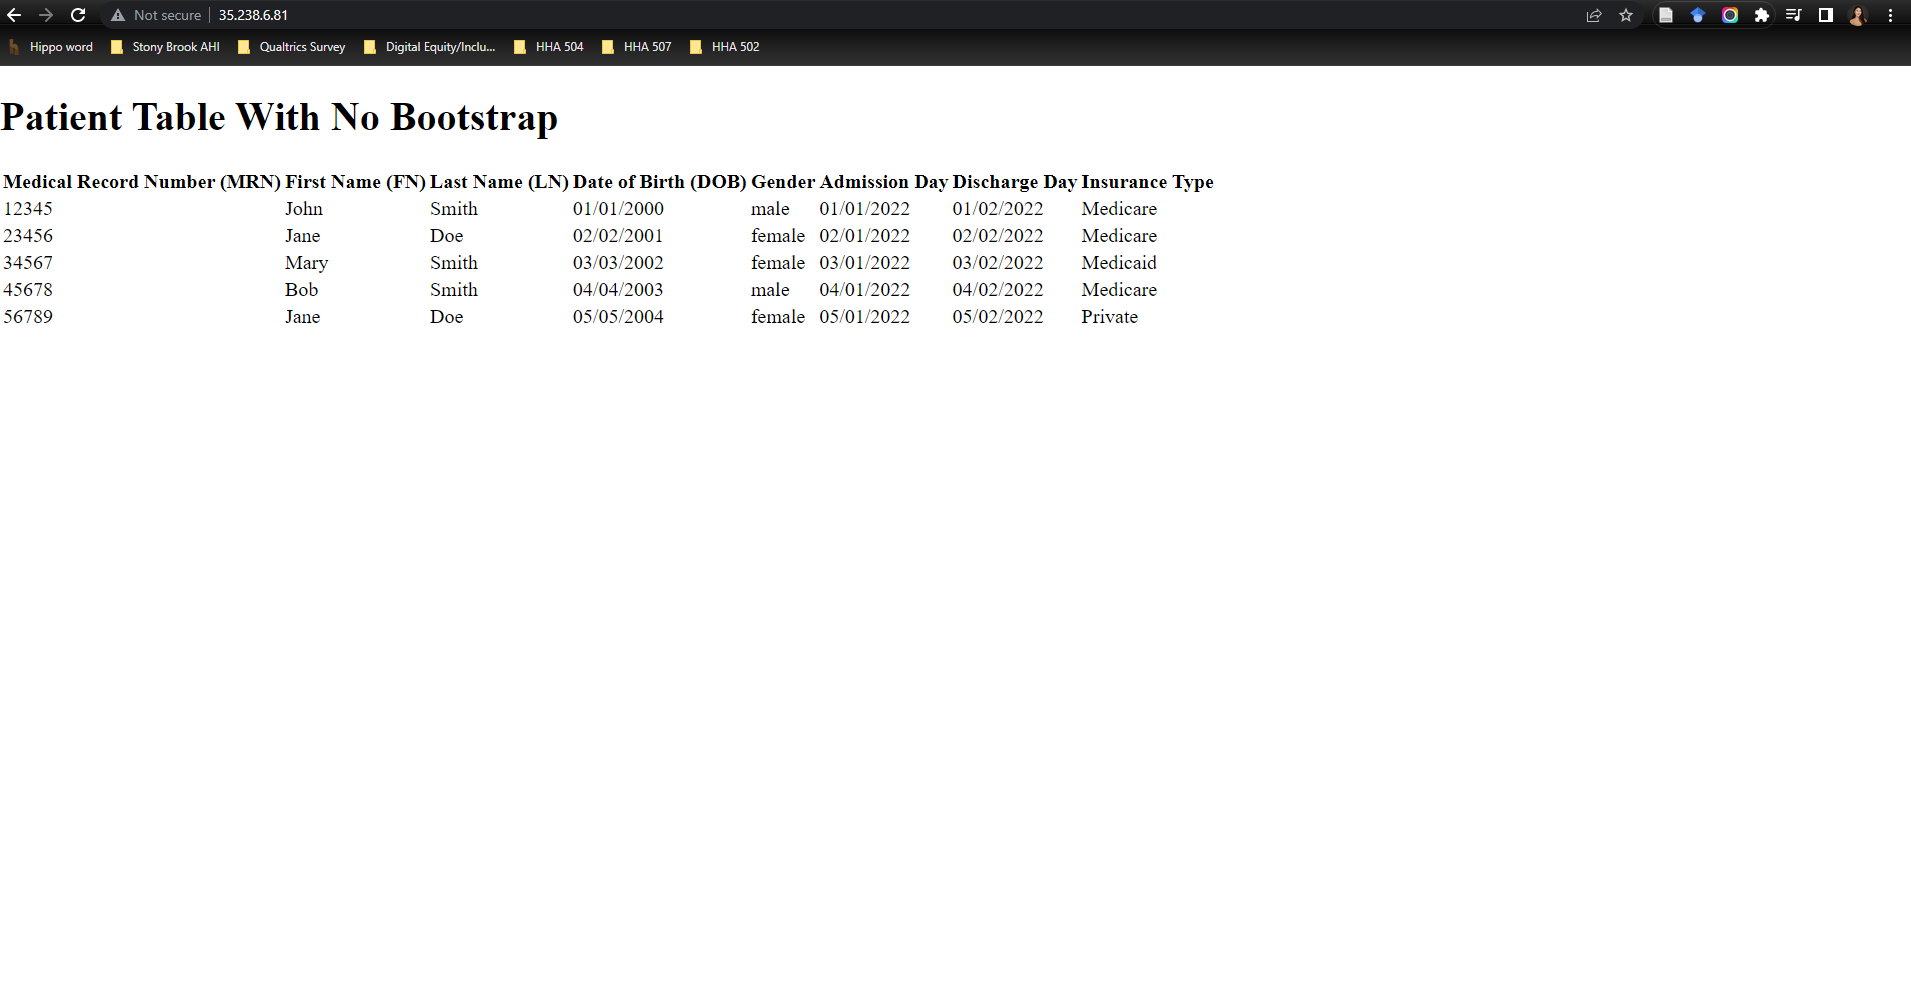 Not secure 35.238.6.81
Hippo word Stony Brook AHI Qualtrics Survey Digital Equity/Inclu... HHA 504 HHA 507 HHA 502
Patient Table With No Bootstrap
Medical Record Number (MRN) First Name (FN) Last Name (LN) Date of Birth (DOB) Gender Admission Day Discharge Day Insurance Type
12345 John Smith 01/01/2000 male 01/01/2022 01/02/2022 Medicare
23456 Jane Doe 02/02/2001 female 02/01/2022 02/02/2022 Medicare
34567 Mary Smith 03/03/2002 female 03/01/2022 03/02/2022 Medicaid
45678 Bob Smith 04/04/2003 male 04/01/2022 04/02/2022 Medicare
56789 Jane Doe 05/05/2004 female 05/01/2022 05/02/2022 Private